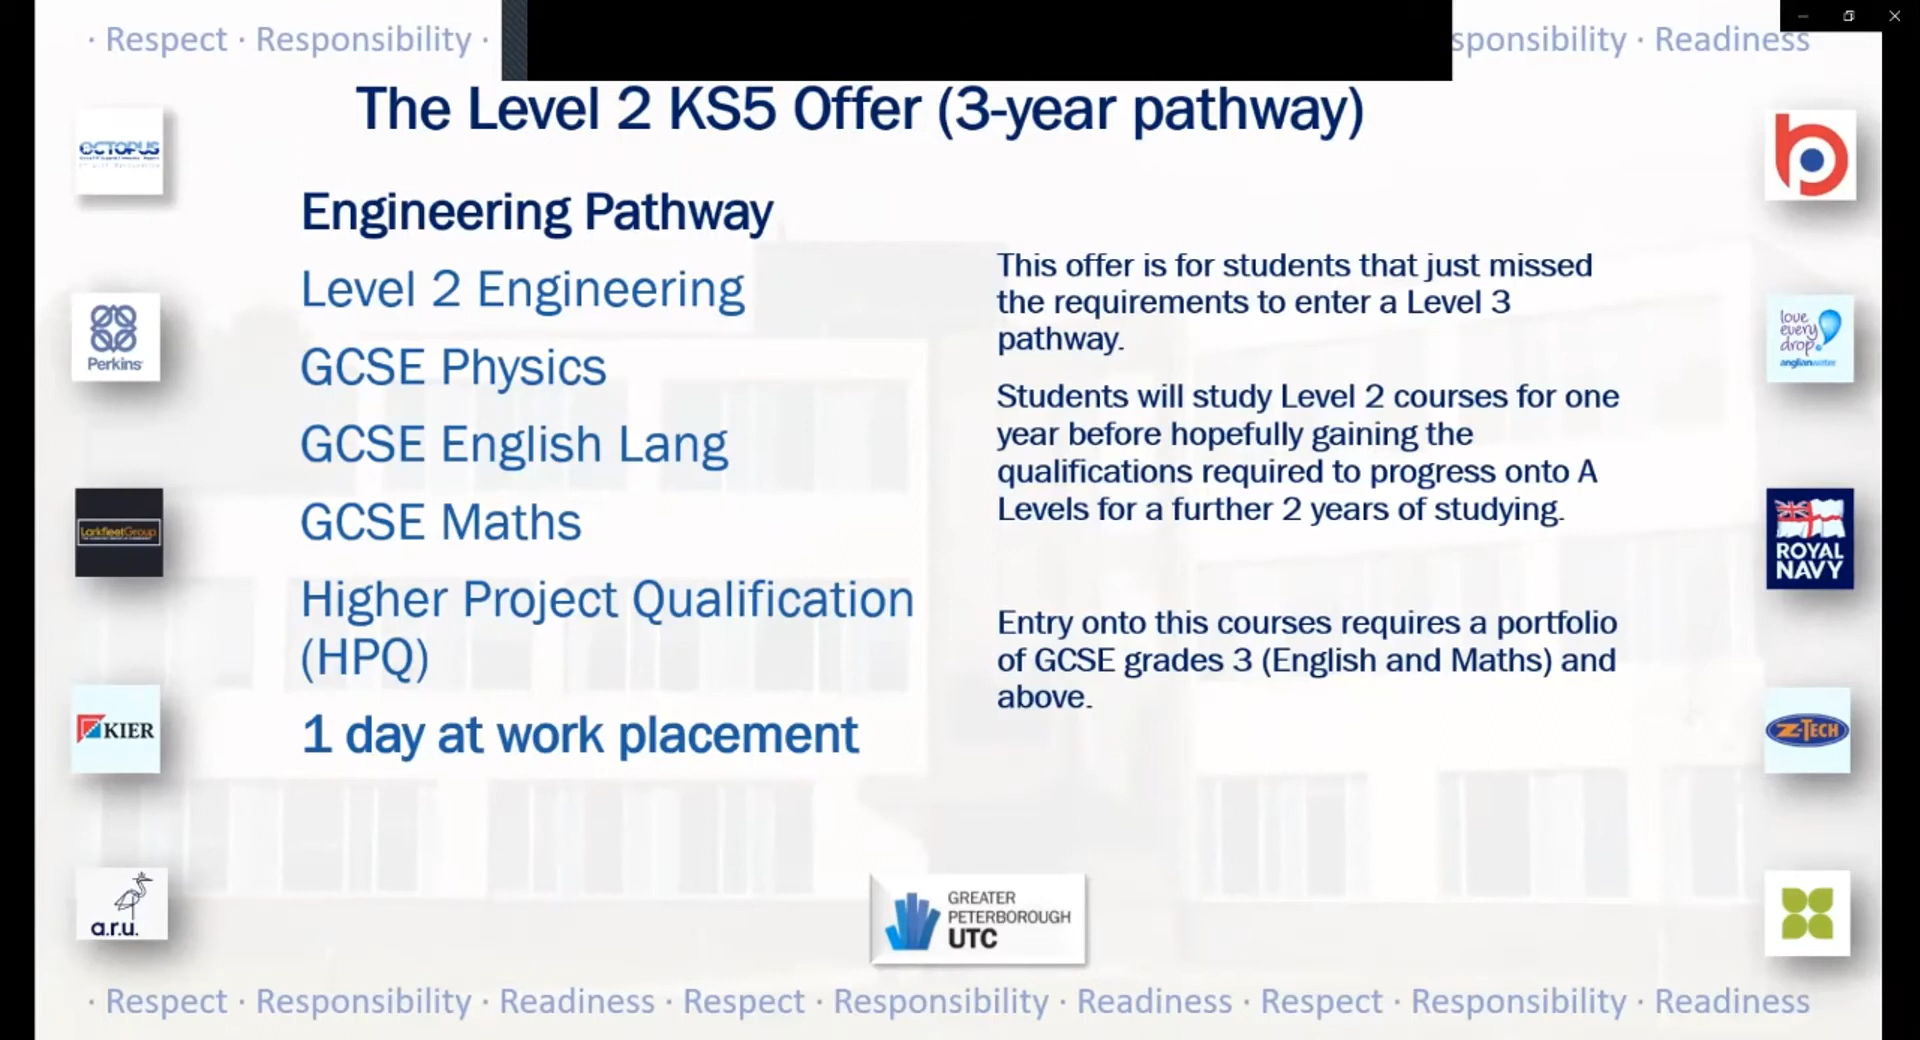 · Respect · Responsibility ·
sponsibility · Readiness
The Level 2 KS5 Offer (3-year pathway)
Engineering Pathway
Level 2 Engineering
GCSE Physics
GCSE English Lang
GCSE Maths
Higher Project Qualification
(HPQ)
1 day at work placement
This offer is for students that just missed
the requirements to enter a Level 3
pathway.
Students will study Level 2 courses for one
year before hopefully gaining the
qualifications required to progress onto A
Levels for a further 2 years of studying.
Entry onto this courses requires a portfolio
of GCSE grades 3 (English and Maths) and
above.
OCTOPUS
Perkins
LarkfleetGroup
KIER
a.r.u.
b
love
every
drop
anglianwater
ROYAL
NAVY
Z-TECH
GREATER
PETERBOROUGH
UTC
· Respect · Responsibility · Readiness · Respect · Responsibility · Readiness · Respect · Responsibility · Readiness